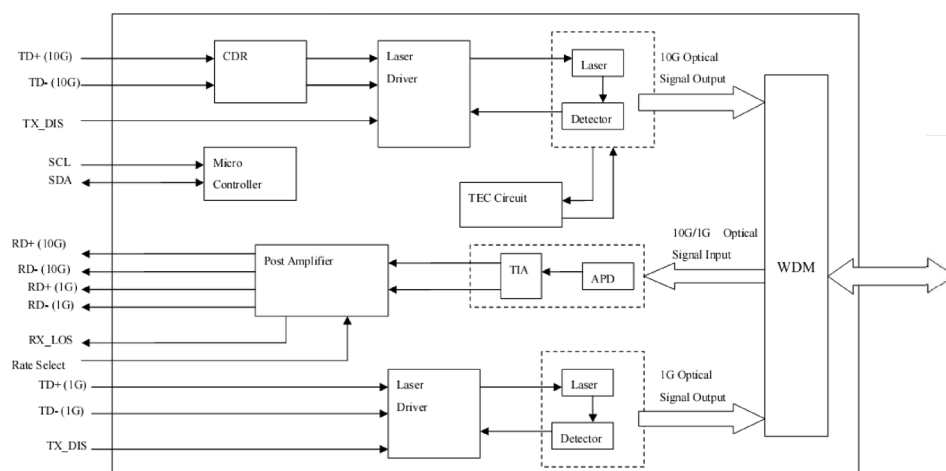 TD+ (10G)
TD- (10G)
TX_DIS
SCL
SDA
CDR
Laser
Driver
Laser
Detector
10G Optical
Signal Output
Micro
Controller
TEC Circuit
RD+ (10G)
RD- (10G)
RD+ (1G)
RD- (1G)
RX_LOS
Rate Select
Post Amplifier
TIA
APD
10G/1G Optical
Signal Input
WDM
TD+ (1G)
TD- (1G)
TX_DIS
Laser
Driver
Laser
Detector
1G Optical
Signal Output